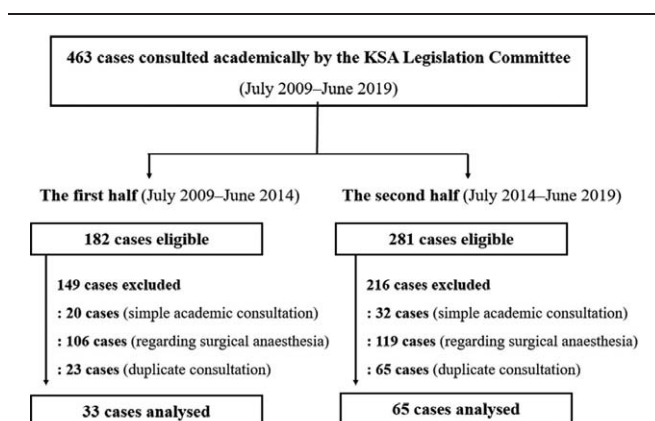 463 cases consulted academically by the KSA Legislation Committee
(July 2009–June 2019)
The first half (July 2009–June 2014)
182 cases eligible
149 cases excluded
: 20 cases (simple academic consultation)
: 106 cases (regarding surgical anaesthesia)
: 23 cases (duplicate consultation)
33 cases analysed
The second half (July 2014–June 2019)
281 cases eligible
216 cases excluded
: 32 cases (simple academic consultation)
: 119 cases (regarding surgical anaesthesia)
: 65 cases (duplicate consultation)
65 cases analysed